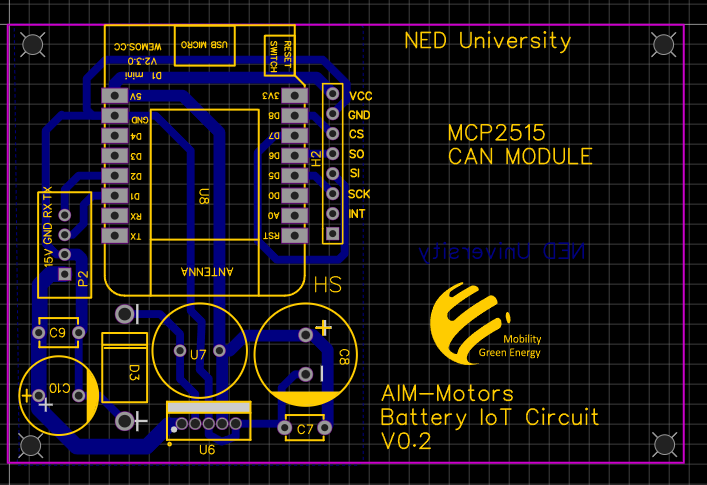 NED University
WEMOS.CC
V2.3.0
D1 mini
USB MICRO
RESET
SWITCH
5V
GND
D4
D3
D2
D1
RX
TX
3V3
D8
D7
D6
D5
D0
A0
RST
U8
ANTENNA
H2
VCC
GND
CS
SO
SI
SCK
INT
MCP2515
CAN MODULE
NED University
15V GND RX TX
P2
HS
C9
C10
D3
U7
C8
U6
C7
Mobility
Green Energy
AIM-Motors
Battery IoT Circuit
V0.2